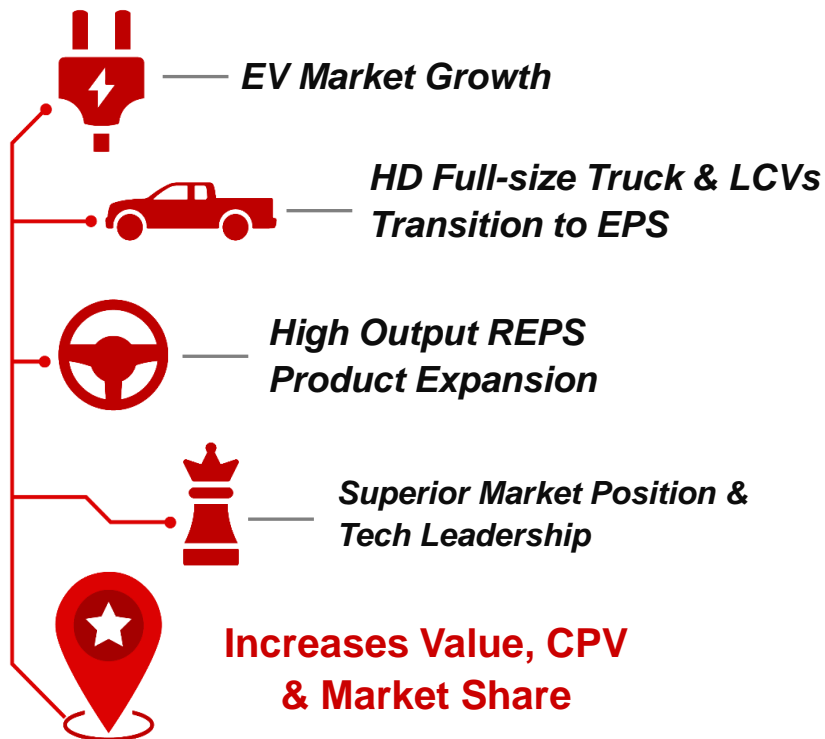 EV Market Growth
HD Full-size Truck & LCVs
Transition to EPS
High Output REPS
Product Expansion
Superior Market Position &
Tech Leadership
Increases Value, CPV
& Market Share